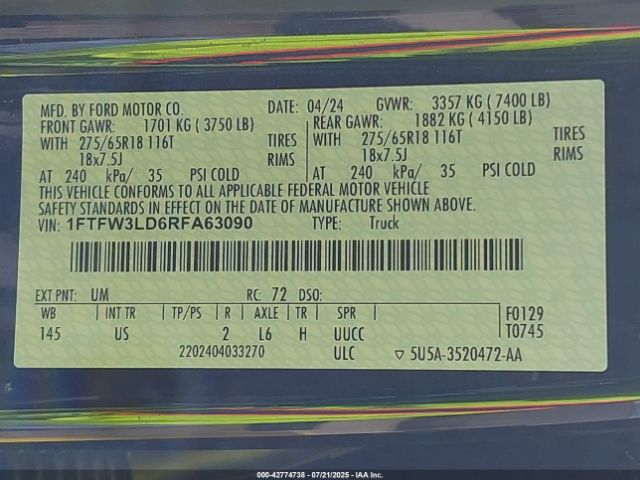 MFD. BY FORD MOTOR CO. DATE: 04/24 GVWR: 3357 KG ( 7400 LB)
FRONT GAWR: 1701 KG ( 3750 LB) REAR GAWR: 1882 KG ( 4150 LB)
WITH 275/65R18 116T TIRES 275/65R18 116T TIRES
18x7.5J RIMS 18x7.5J RIMS
AT 240 kPa/ 35 PSI COLD AT 240 kPa/ 35 PSI COLD
THIS VEHICLE CONFORMS TO ALL APPLICABLE FEDERAL MOTOR VEHICLE
SAFETY STANDARDS IN EFFECT ON THE DATE OF MANUFACTURE SHOWN ABOVE.
VIN: 1FTFW3LD6RFA63090 TYPE: Truck
EXT PNT: UM RC: 72 DSO:
WB INT TR TP/PS R AXLE TR SPR F0129
145 US 2 L6 H UUCC T0745
2202404033270 ULC ▽ 5U5A-3520472-AA
000-42774738 - 07/21/2025 - IAA Inc.